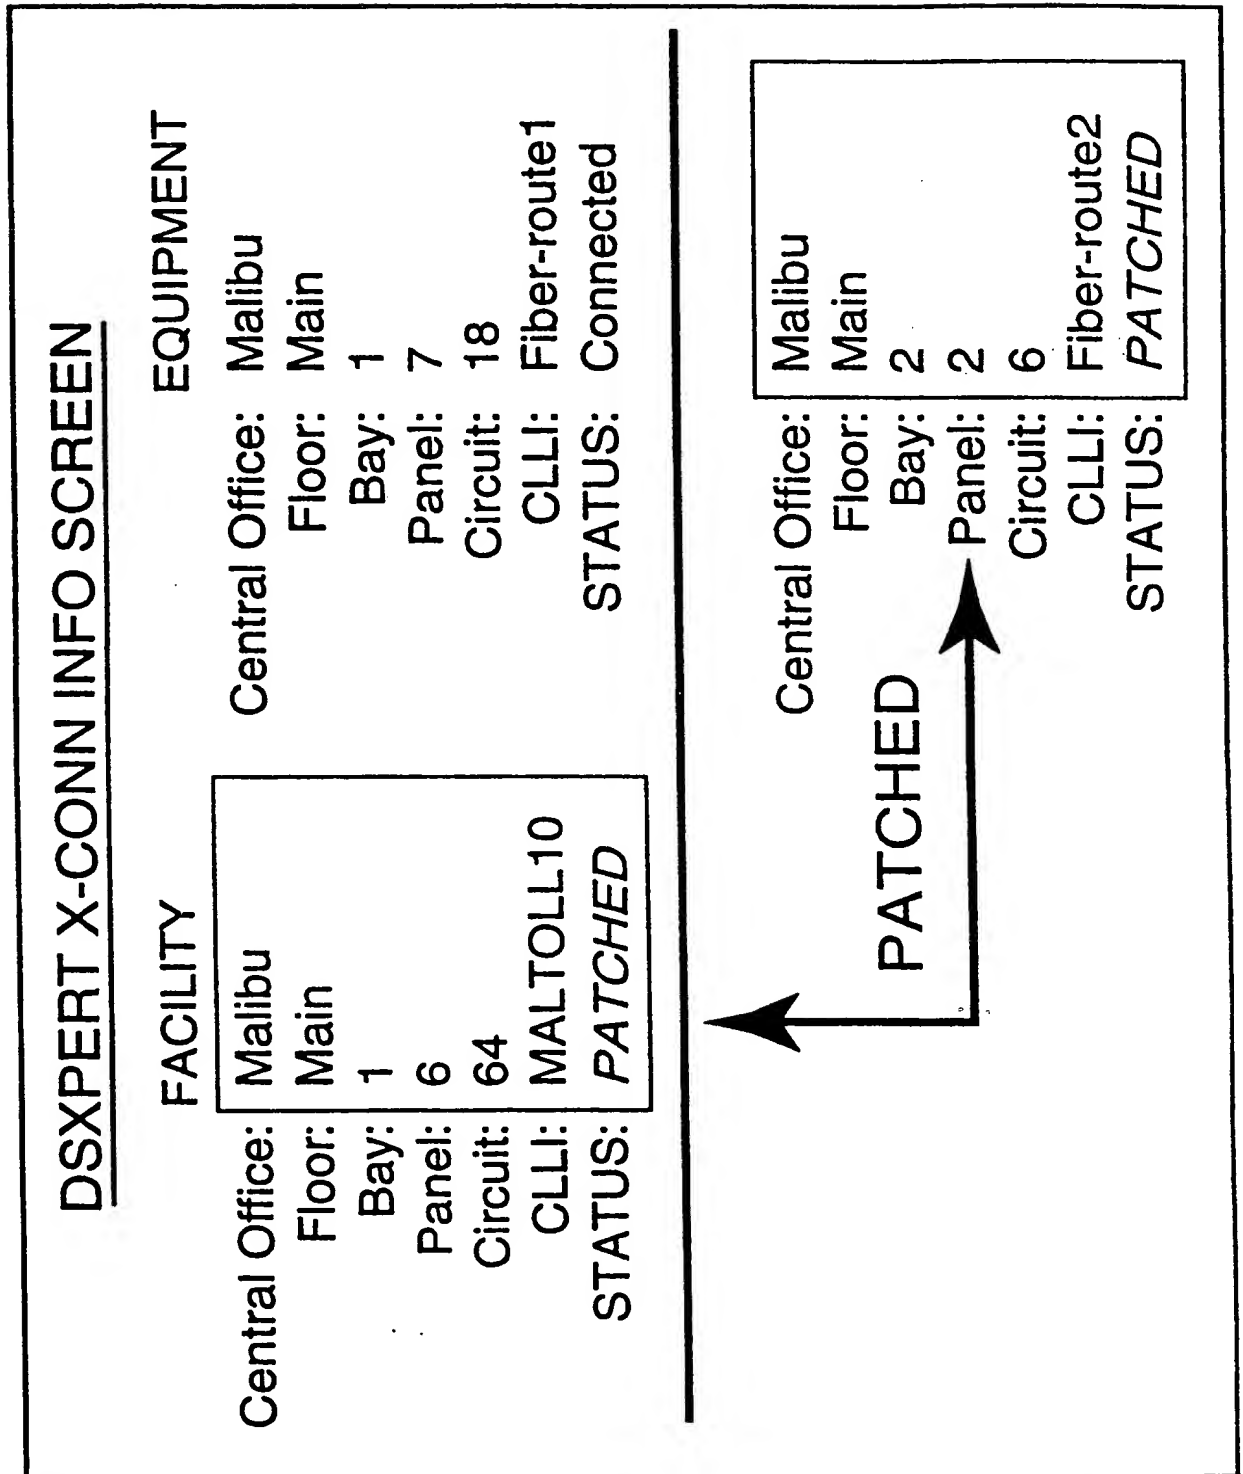 DSXPERT X-CONN INFO SCREEN
FACILITY
Central Office: Malibu
Floor: Main
Bay: 1
Panel: 6
Circuit: 64
CLLI: MALTOLL10
STATUS: PATCHED
EQUIPMENT
Central Office: Malibu
Floor: Main
Bay: 1
Panel: 7
Circuit: 18
CLLI: Fiber-route1
STATUS: Connected
PATCHED
Central Office: Malibu
Floor: Main
Bay: 2
Panel: 2
Circuit: 6
CLLI: Fiber-route2
STATUS: PATCHED